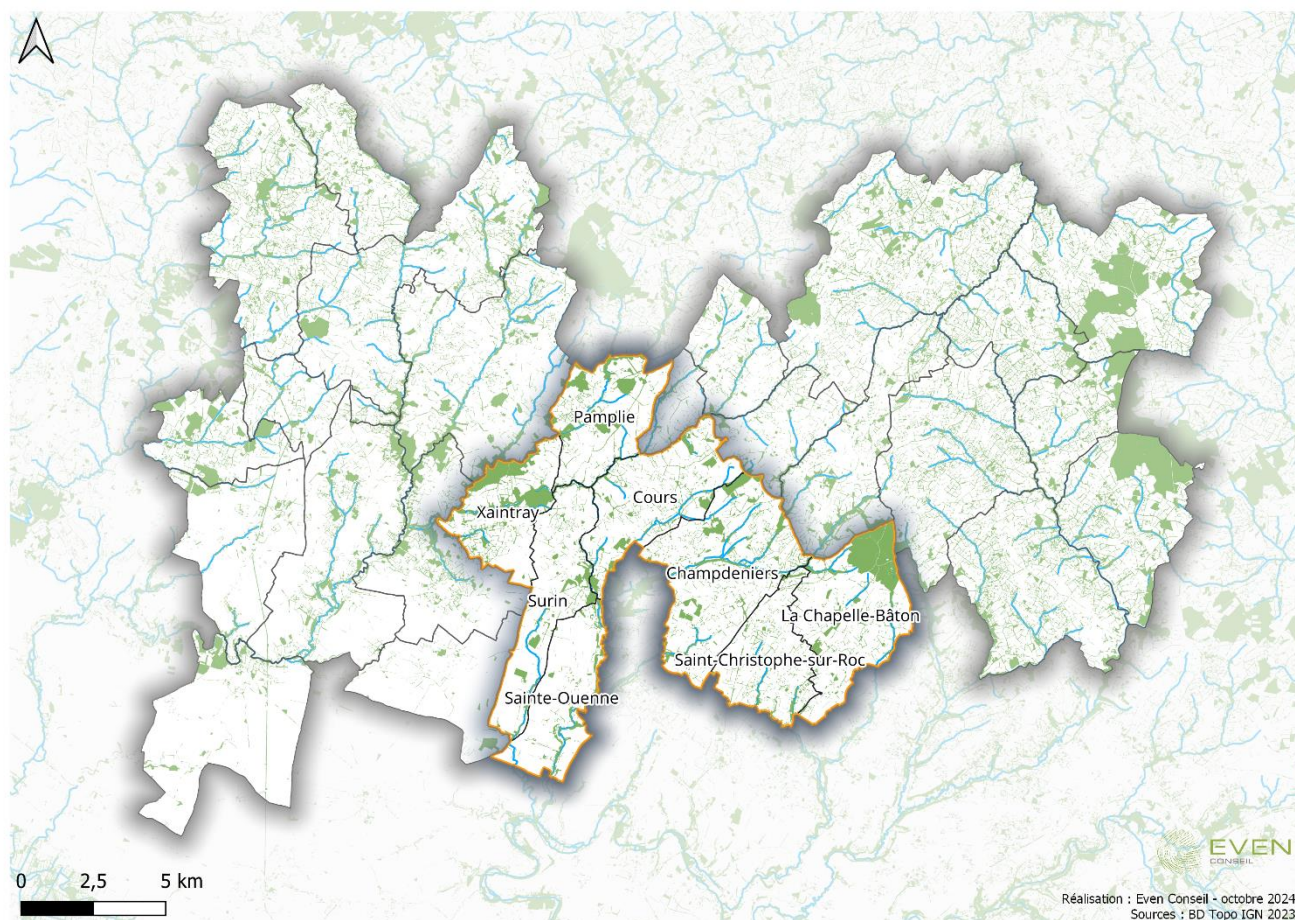 Pamplie
Cours
Xaintray
Champdeniers
Surin
La Chapelle-Bâton
Saint-Christophe-sur-Roc
Sainte-Ouenne
EVEN
CONSEIL
0 2,5 5 km
Réalisation : Even Conseil - octobre 2024
Sources : BD Topo IGN 2023